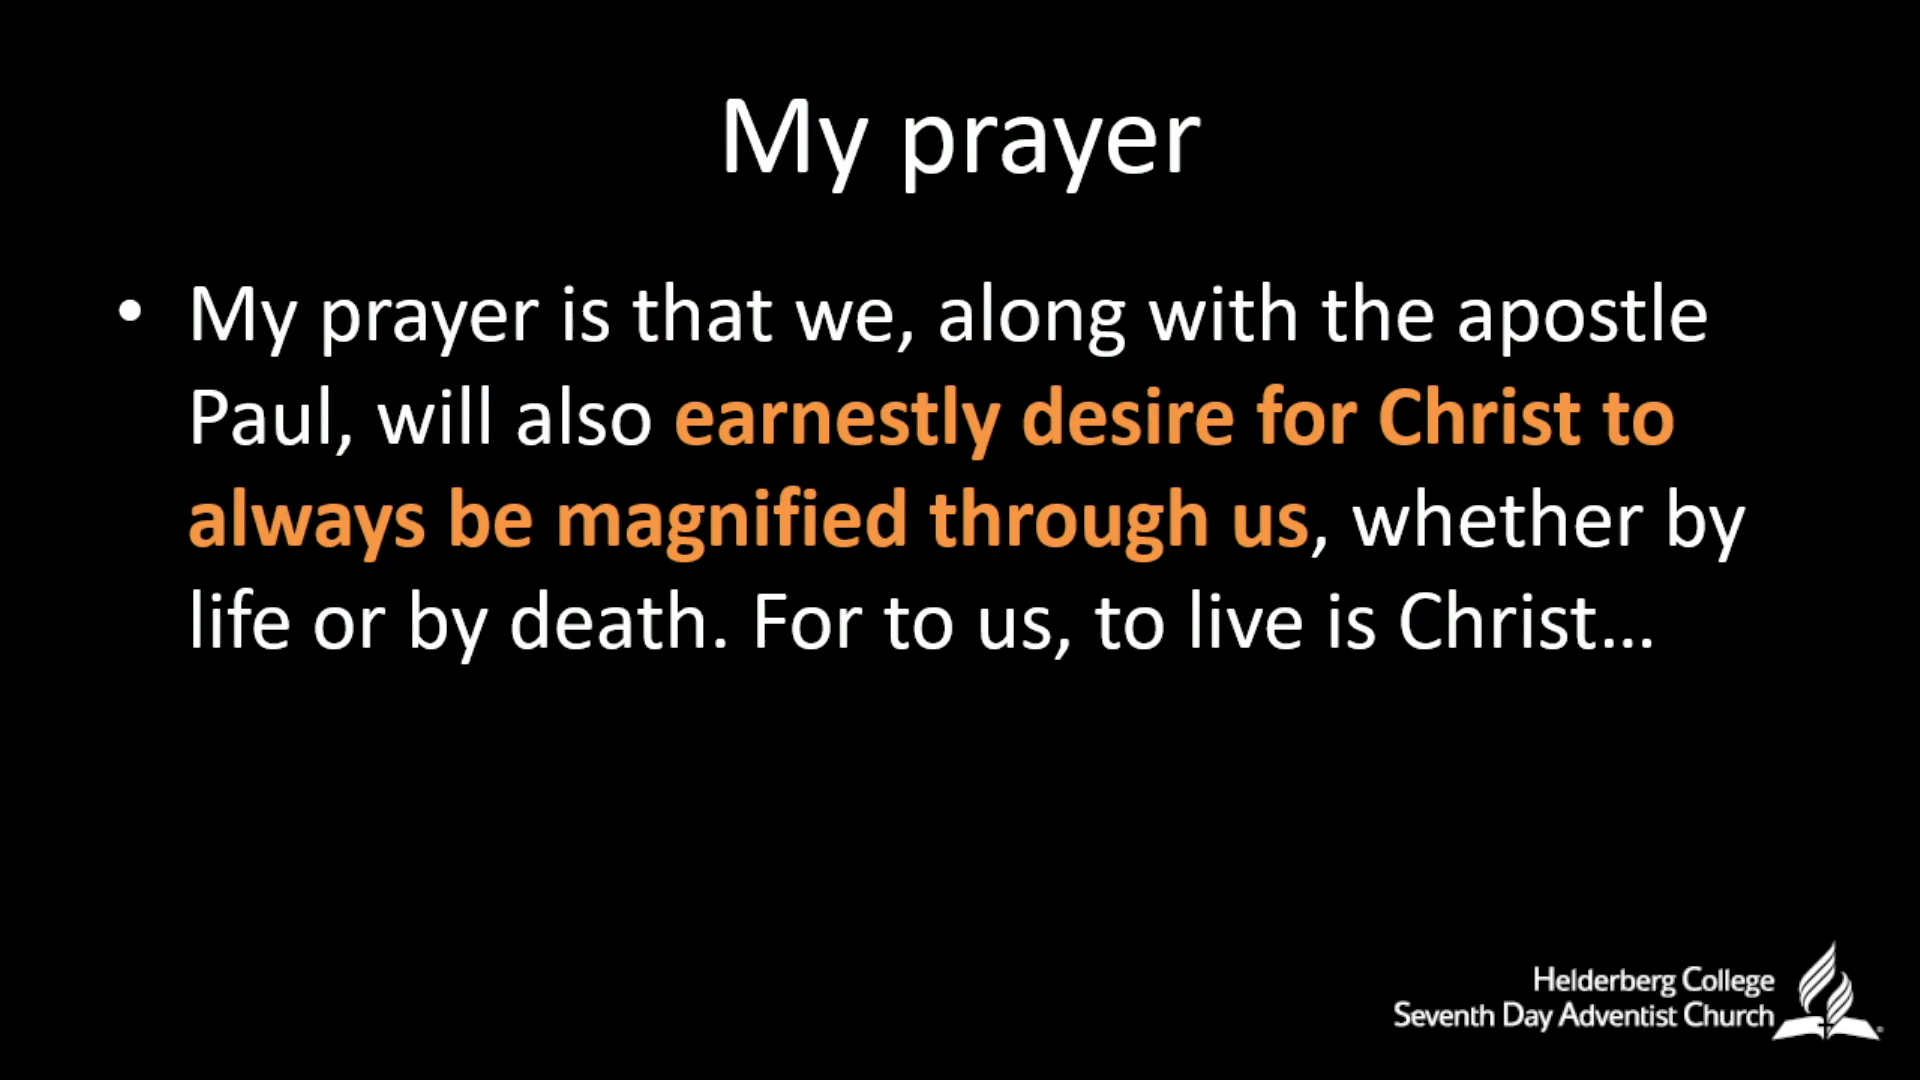 My prayer
• My prayer is that we, along with the apostle
Paul, will also earnestly desire for Christ to
always be magnified through us, whether by
life or by death. For to us, to live is Christ...
Helderberg College
Seventh Day Adventist Church